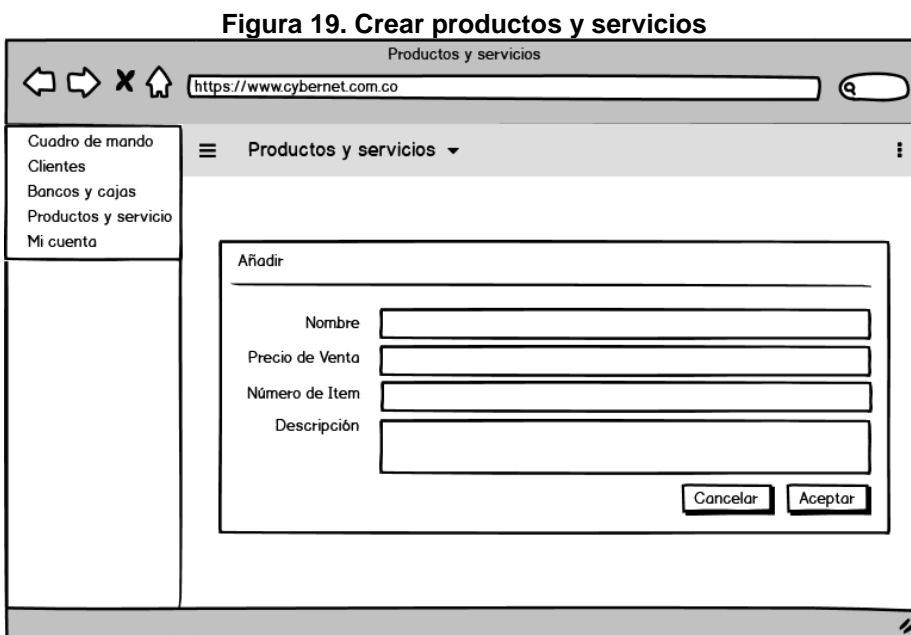 Figura 19. Crear productos y servicios
Productos y servicios
https://www.cybernet.com.co
Cuadro de mando
Clientes
Bancos y cajas
Productos y servicio
Mi cuenta
Productos y servicios
Añadir
Nombre
Precio de Venta
Número de Item
Descripción
Cancelar
Aceptar